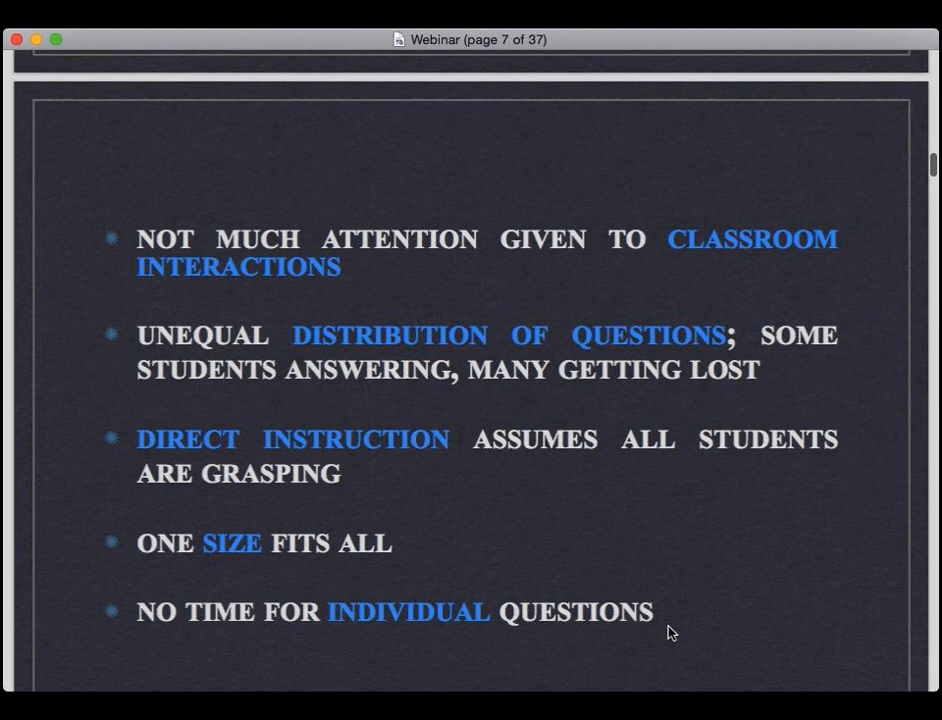 Webinar (page 7 of 37)
NOT MUCH ATTENTION GIVEN TO CLASSROOM
INTERACTIONS
UNEQUAL DISTRIBUTION OF QUESTIONS; SOME
STUDENTS ANSWERING, MANY GETTING LOST
DIRECT INSTRUCTION ASSUMES ALL STUDENTS
ARE GRASPING
ONE SIZE FITS ALL
NO TIME FOR INDIVIDUAL QUESTIONS